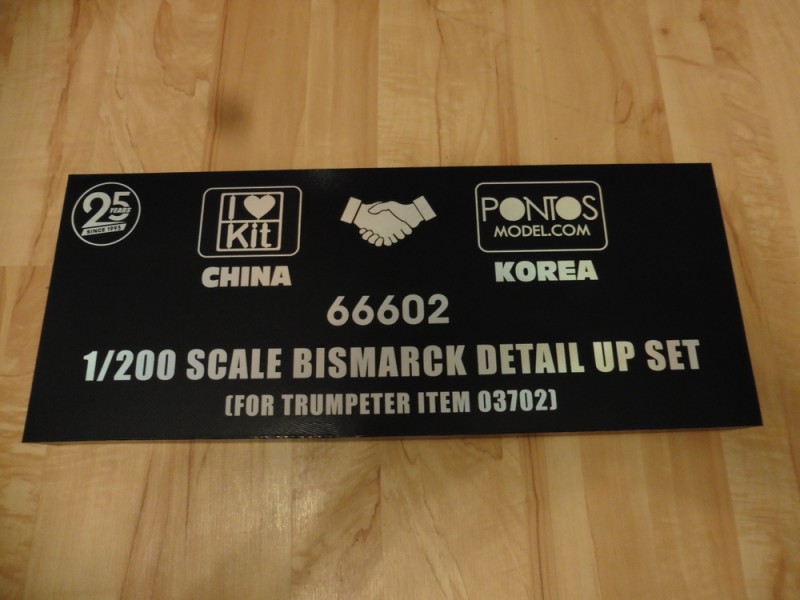 25
YEARS
SINCE 1993
I
Kit
CHINA
PONTOS
MODEL.COM
KOREA
66602
1/200 SCALE BISMARCK DETAIL UP SET
(FOR TRUMPETER ITEM 03702)